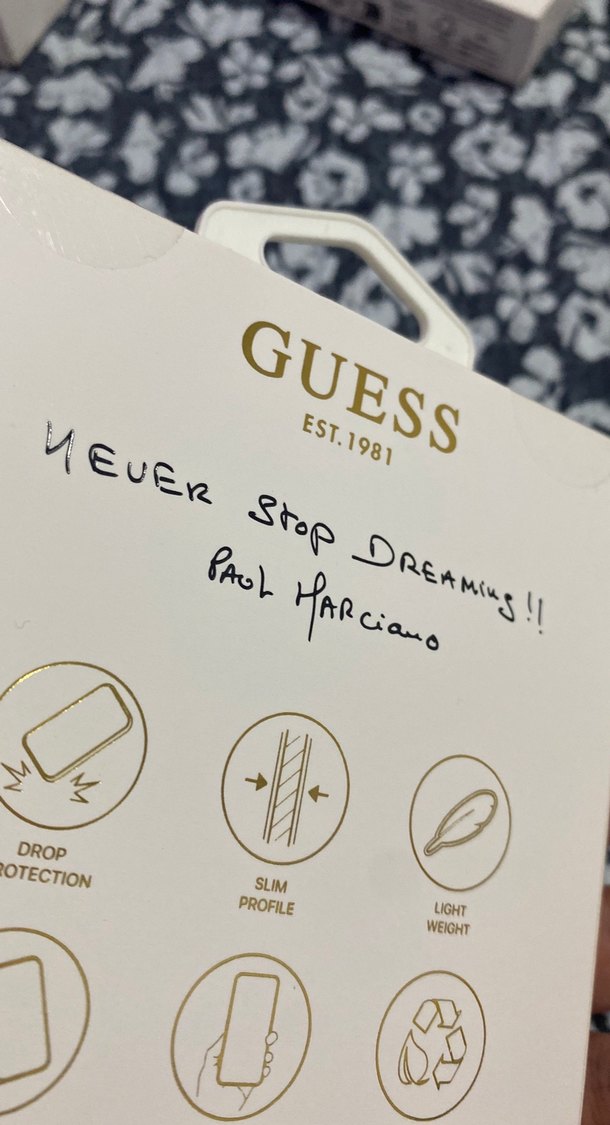 GUESS
EST. 1981
NEVER Stop DREAMing!!
PAUL MARciano
DROP
ROTECTION
SLIM
PROFILE
LIGHT
WEIGHT